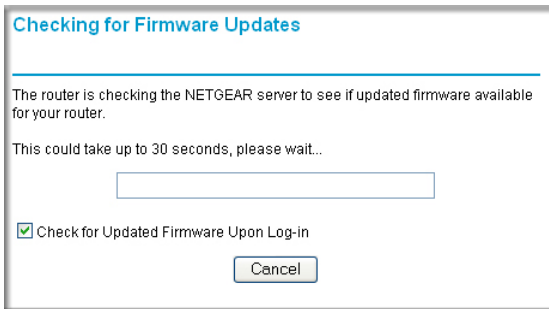 Checking for Firmware Updates
The router is checking the NETGEAR server to see if updated firmware available
for your router.
This could take up to 30 seconds, please wait...
Check for Updated Firmware Upon Log-in
Cancel